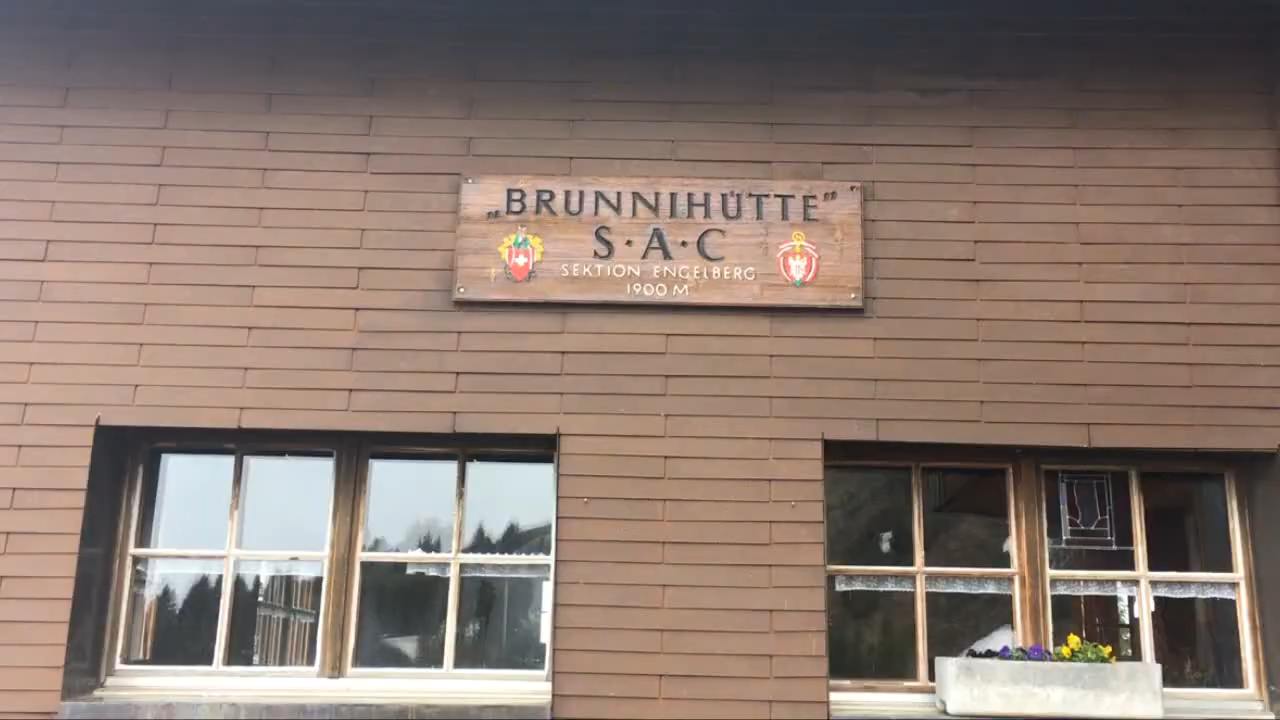 „BRUNNIHÜTTE”
S·A·C
SEKTION ENGELBERG
1900 M